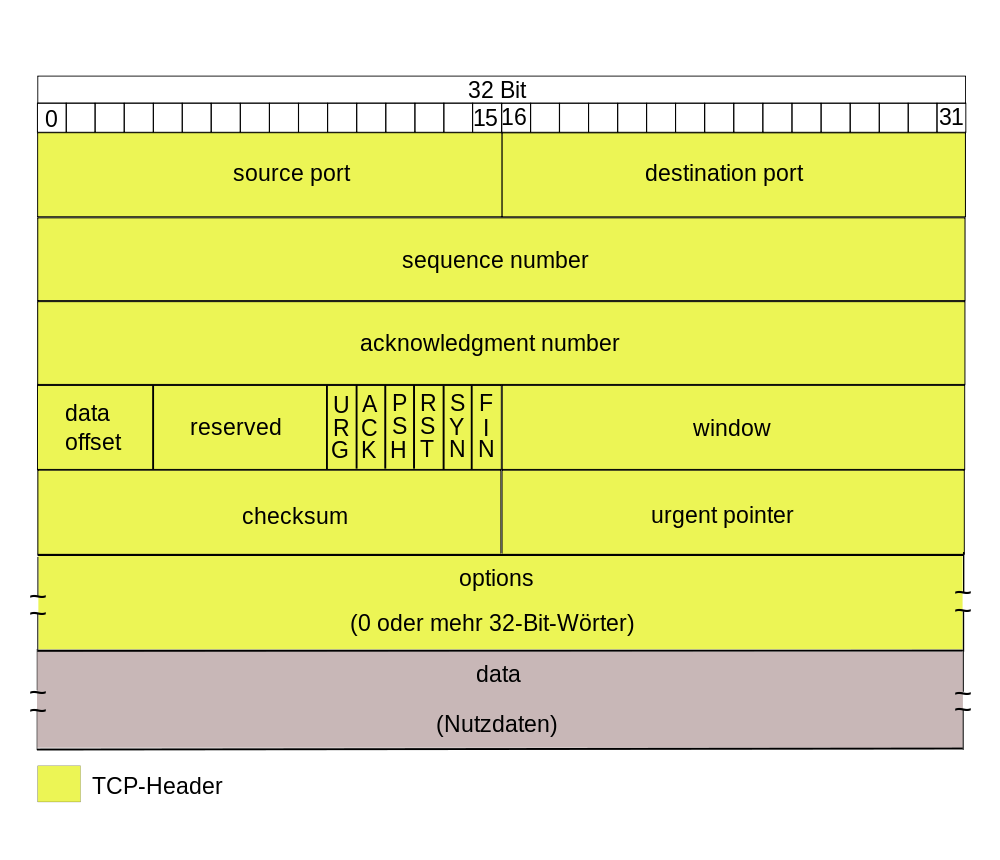 32 Bit
0 15 16 31
source port destination port
sequence number
acknowledgment number
data
offset
reserved
URG
ACK
PSH
RST
SYN
FIN
window
checksum urgent pointer
options
(0 oder mehr 32-Bit-Wörter)
data
(Nutzdaten)
TCP-Header